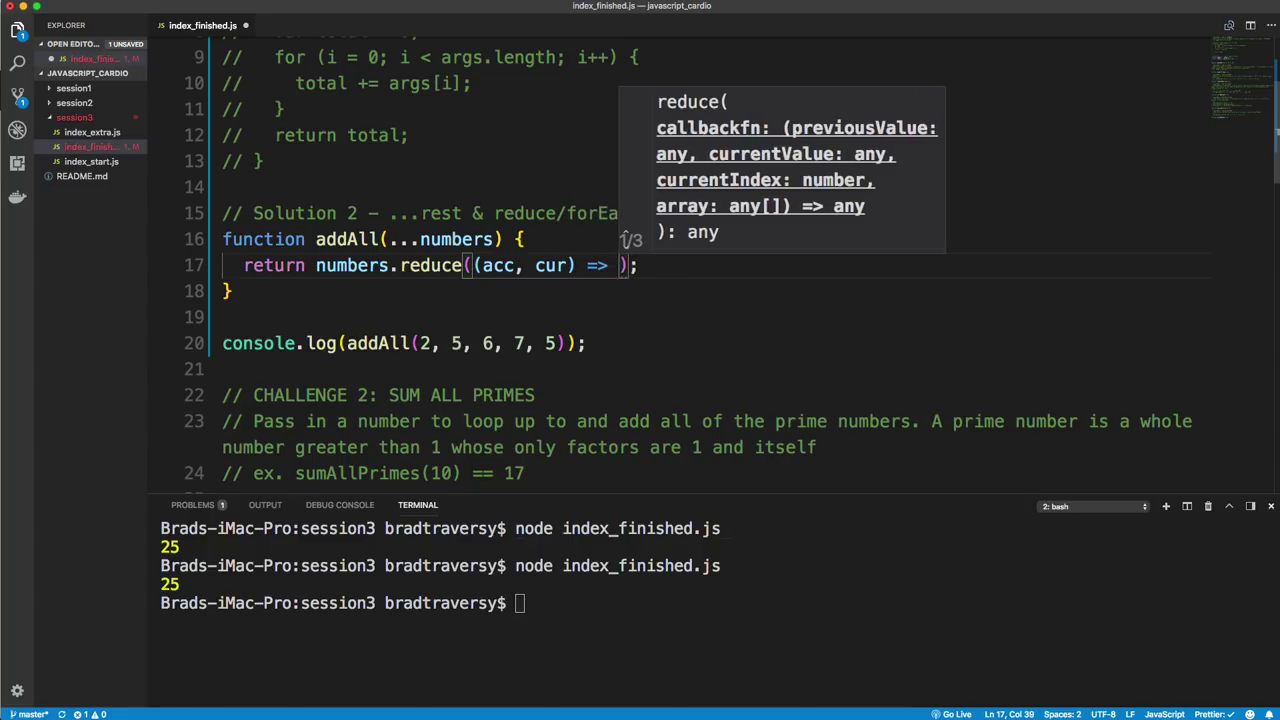 index_finished.js — javascript_cardio
EXPLORER
index_finished.js
OPEN EDITO... 1 UNSAVED
index_finis... 1, M
JAVASCRIPT_CARDIO
session1
session2
session3
index_extra.js
index_finish... 1, M
index_start.js
README.md
9 // for (i = 0; i < args.length; i++) {
10 // total += args[i];
11 // }
12 // return total;
13 // }
14
15 // Solution 2 - ...rest & reduce/forEa
16 function addAll(...numbers) {
17 return numbers.reduce((acc, cur) => );
18 }
19
20 console.log(addAll(2, 5, 6, 7, 5));
21
22 // CHALLENGE 2: SUM ALL PRIMES
23 // Pass in a number to loop up to and add all of the prime numbers. A prime number is a whole
number greater than 1 whose only factors are 1 and itself
24 // ex. sumAllPrimes(10) == 17
reduce(
callbackfn: (previousValue:
any, currentValue: any,
currentIndex: number,
array: any[]) => any
): any
1/3
PROBLEMS 1 OUTPUT DEBUG CONSOLE TERMINAL 2: bash
Brads-iMac-Pro:session3 bradtraversy$ node index_finished.js
25
Brads-iMac-Pro:session3 bradtraversy$ node index_finished.js
25
Brads-iMac-Pro:session3 bradtraversy$
master* 1 0 Go Live Ln 17, Col 39 Spaces: 2 UTF-8 LF JavaScript Prettier: ✓